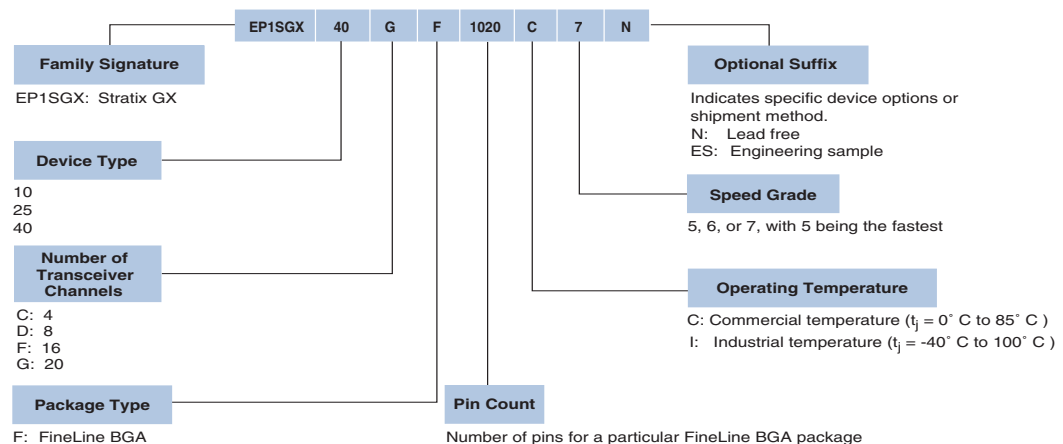 EP1SGX 40 G F 1020 C 7 N
Family Signature
EP1SGX: Stratix GX
Device Type
10
25
40
Number of
Transceiver
Channels
C: 4
D: 8
F: 16
G: 20
Package Type
F: FineLine BGA
Optional Suffix
Indicates specific device options or
shipment method.
N: Lead free
ES: Engineering sample
Speed Grade
5, 6, or 7, with 5 being the fastest
Operating Temperature
C: Commercial temperature (tj = 0˚ C to 85˚ C )
I: Industrial temperature (tj = -40˚ C to 100˚ C )
Pin Count
Number of pins for a particular FineLine BGA package